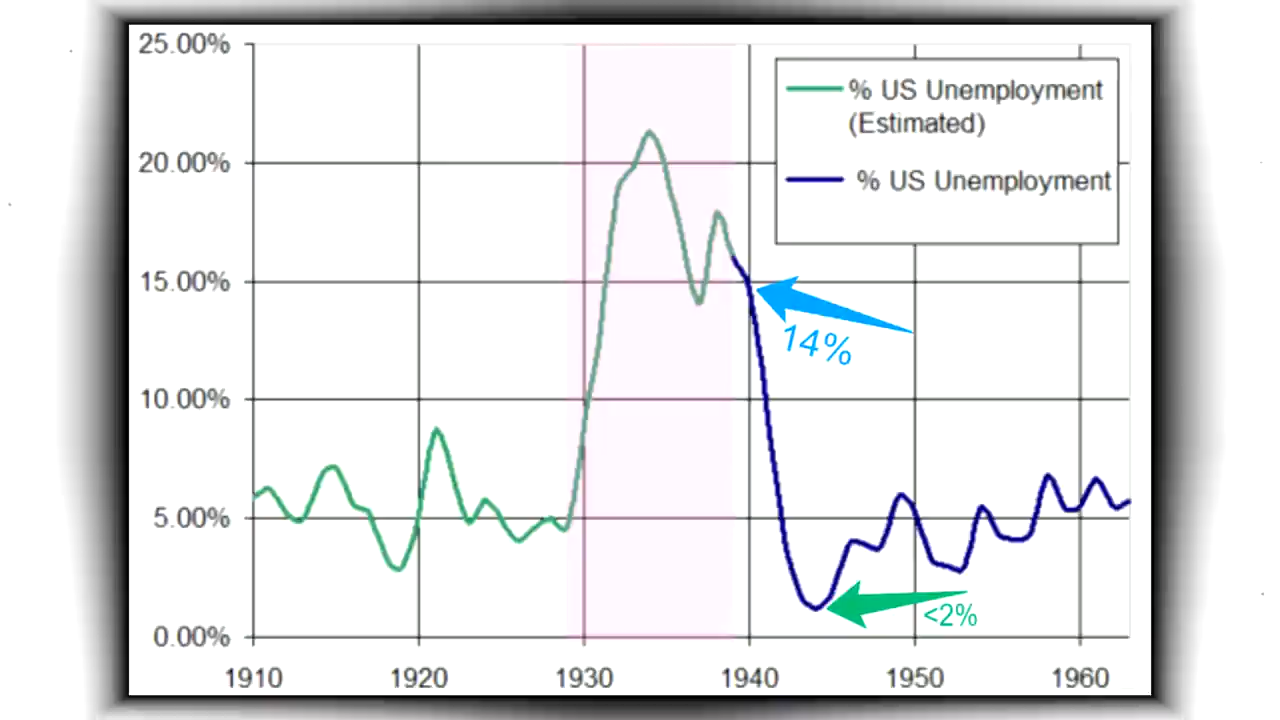 25.00%
% US Unemployment
(Estimated)
20.00%
% US Unemployment
15.00%
14%
10.00%
5.00%
<2%
0.00%
1910 1920 1930 1940 1950 1960